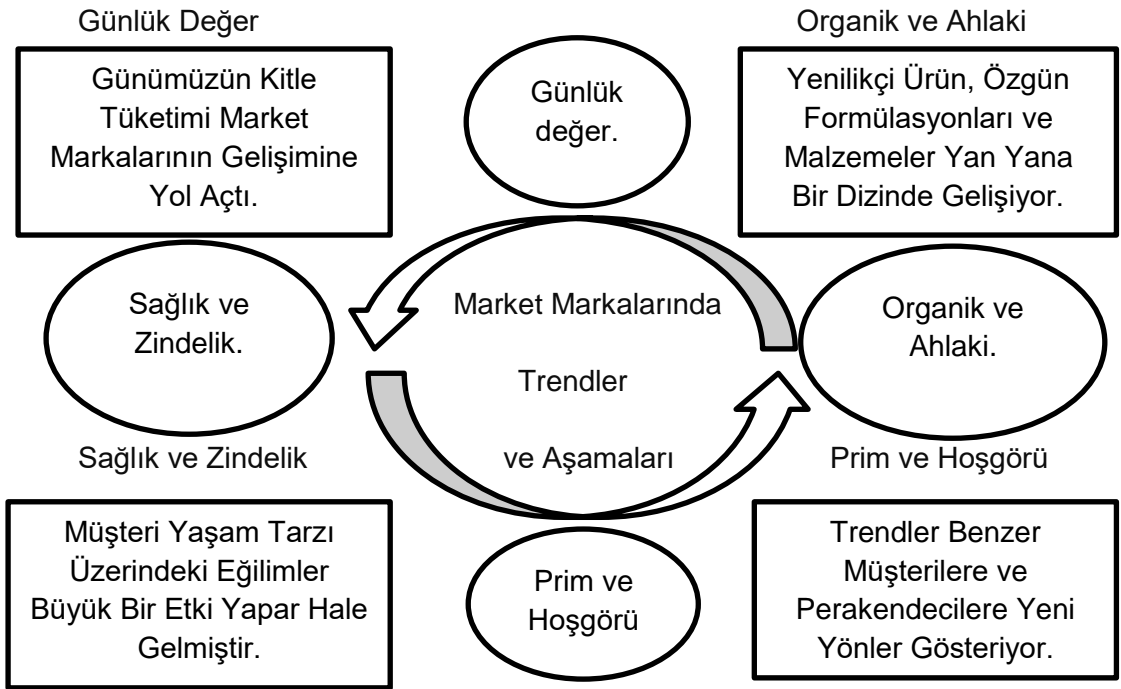 Günlük Değer
Organik ve Ahlaki
Günümüzün Kitle
Tüketimi Market
Markalarının Gelişimine
Yol Açtı.
Günlük
değer.
Yenilikçi Ürün, Özgün
Formülasyonları ve
Malzemeler Yan Yana
Bir Dizinde Gelişiyor.
Sağlık ve
Zindelik.
Market Markalarında
Trendler
ve Aşamaları
Organik ve
Ahlaki.
Sağlık ve Zindelik
Prim ve Hoşgörü
Müşteri Yaşam Tarzı
Üzerindeki Eğilimler
Büyük Bir Etki Yapar Hale
Gelmiştir.
Prim ve
Hoşgörü
Trendler Benzer
Müşterilere ve
Perakendecilere Yeni
Yönler Gösteriyor.